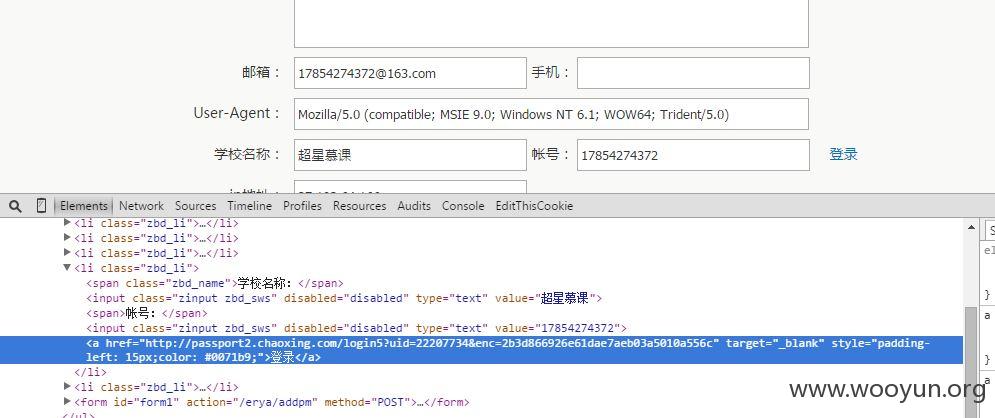 邮箱： 17854274372@163.com 手机：
User-Agent： Mozilla/5.0 (compatible; MSIE 9.0; Windows NT 6.1; WOW64; Trident/5.0)
学校名称： 超星慕课 帐号： 17854274372 登录
Elements Network Sources Timeline Profiles Resources Audits Console EditThisCookie
<li class="zbd_li">…</li>
<li class="zbd_li">…</li>
<li class="zbd_li">…</li>
<li class="zbd_li">
<span class="zbd_name">学校名称：</span>
<input class="zinput zbd_sws" disabled="disabled" type="text" value="超星慕课">
<span>帐号：</span>
<input class="zinput zbd_sws" disabled="disabled" type="text" value="17854274372">
<a href="http://passport2.chaoxing.com/login5?uid=22207734&enc=2b3d866926e61dae7aeb03a5010a556c" target="_blank" style="padding-
left: 15px;color: #0071b9;">登录</a>
</li>
<li class="zbd_li">…</li>
<form id="form1" action="/erya/addpm" method="POST">…</form>
</ul>
www.wooyun.org